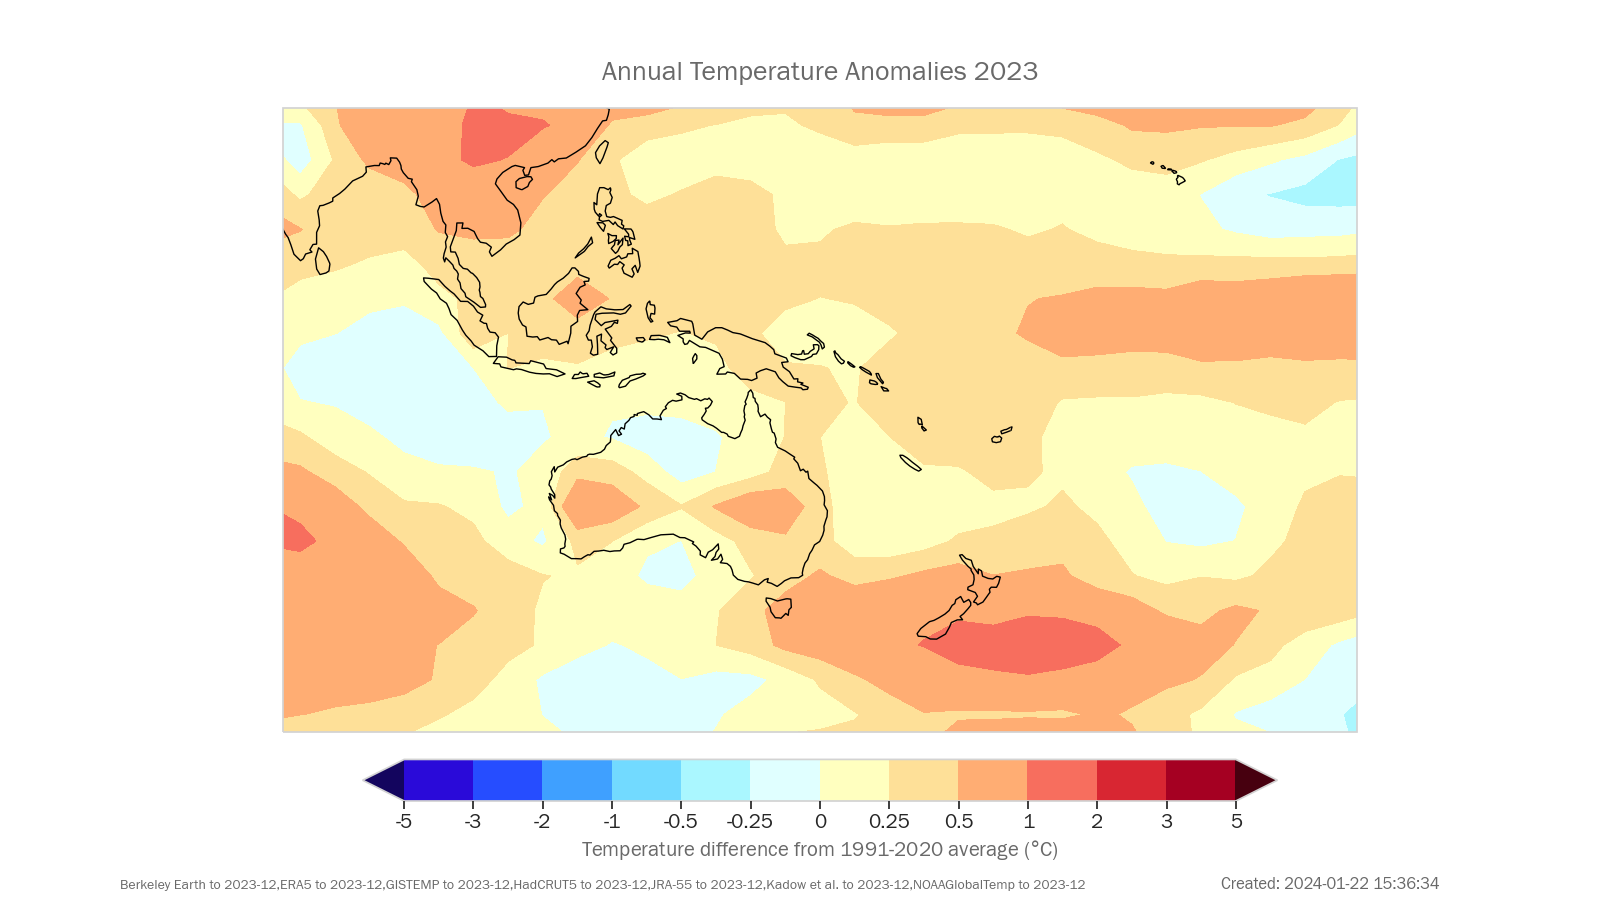 Annual Temperature Anomalies 2023
-5 -3 -2 -1 -0.5 -0.25 0 0.25 0.5 1 2 3 5
Temperature difference from 1991-2020 average (°C)
Berkeley Earth to 2023-12,ERA5 to 2023-12,GISTEMP to 2023-12,HadCRUT5 to 2023-12,JRA-55 to 2023-12,Kadow et al. to 2023-12,NOAAGlobalTemp to 2023-12
Created: 2024-01-22 15:36:34